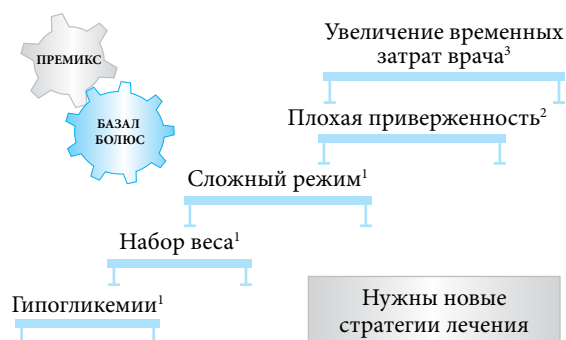 ПРЕМИКС
БАЗАЛ
БОЛЮС
Увеличение временных
затрат врача³
Плохая приверженность²
Сложный режим¹
Набор веса¹
Гипогликемии¹
Нужны новые
стратегии лечения